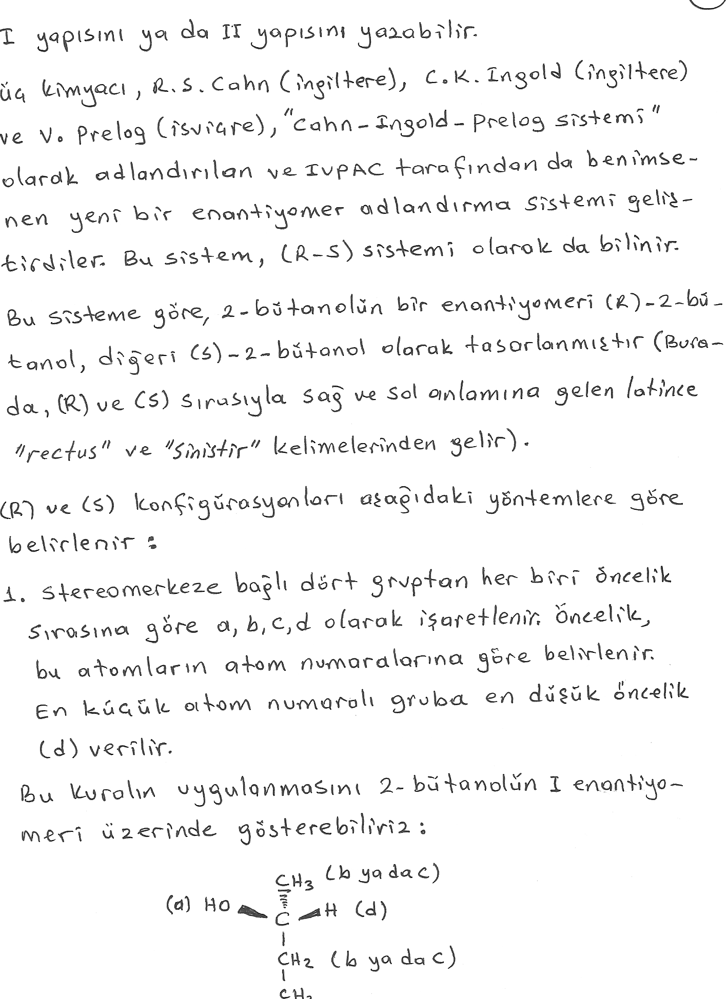 I yapısını ya da II yapısını yazabilir.
üç kimyacı, R.S. Cahn (ingiltere), C.K. Ingold (ingiltere)
ve V. Prelog (isviçre), "Cahn-Ingold-Prelog sistemi"
olarak adlandırılan ve IUPAC tarafından da benimse-
nen yeni bir enantiyomer adlandırma sistemi geliş-
tirdiler. Bu sistem, (R-S) sistemi olarak da bilinir.
Bu sisteme göre, 2-bütanolün bir enantiyomeri (R)-2-bü-
tanol, diğeri (S)-2-bütanol olarak tasarlanmıştır (Bura-
da, (R) ve (S) sırasıyla sağ ve sol anlamına gelen latince
"rectus" ve "sinistir" kelimelerinden gelir).
(R) ve (S) konfigürasyonları aşağıdaki yöntemlere göre
belirlenir:
1. Stereomerkeze bağlı dört gruptan her biri öncelik
sırasına göre a, b, c, d olarak işaretlenir. Öncelik,
bu atomların atom numaralarına göre belirlenir.
En küçük atom numaralı gruba en düşük öncelik
(d) verilir.
Bu kuralın uygulanmasını 2-bütanolün I enantiyo-
meri üzerinde gösterebiliriz:
CH3 (b ya da c)
(a) HO C H (d)
CH2 (b ya da c)
CH3